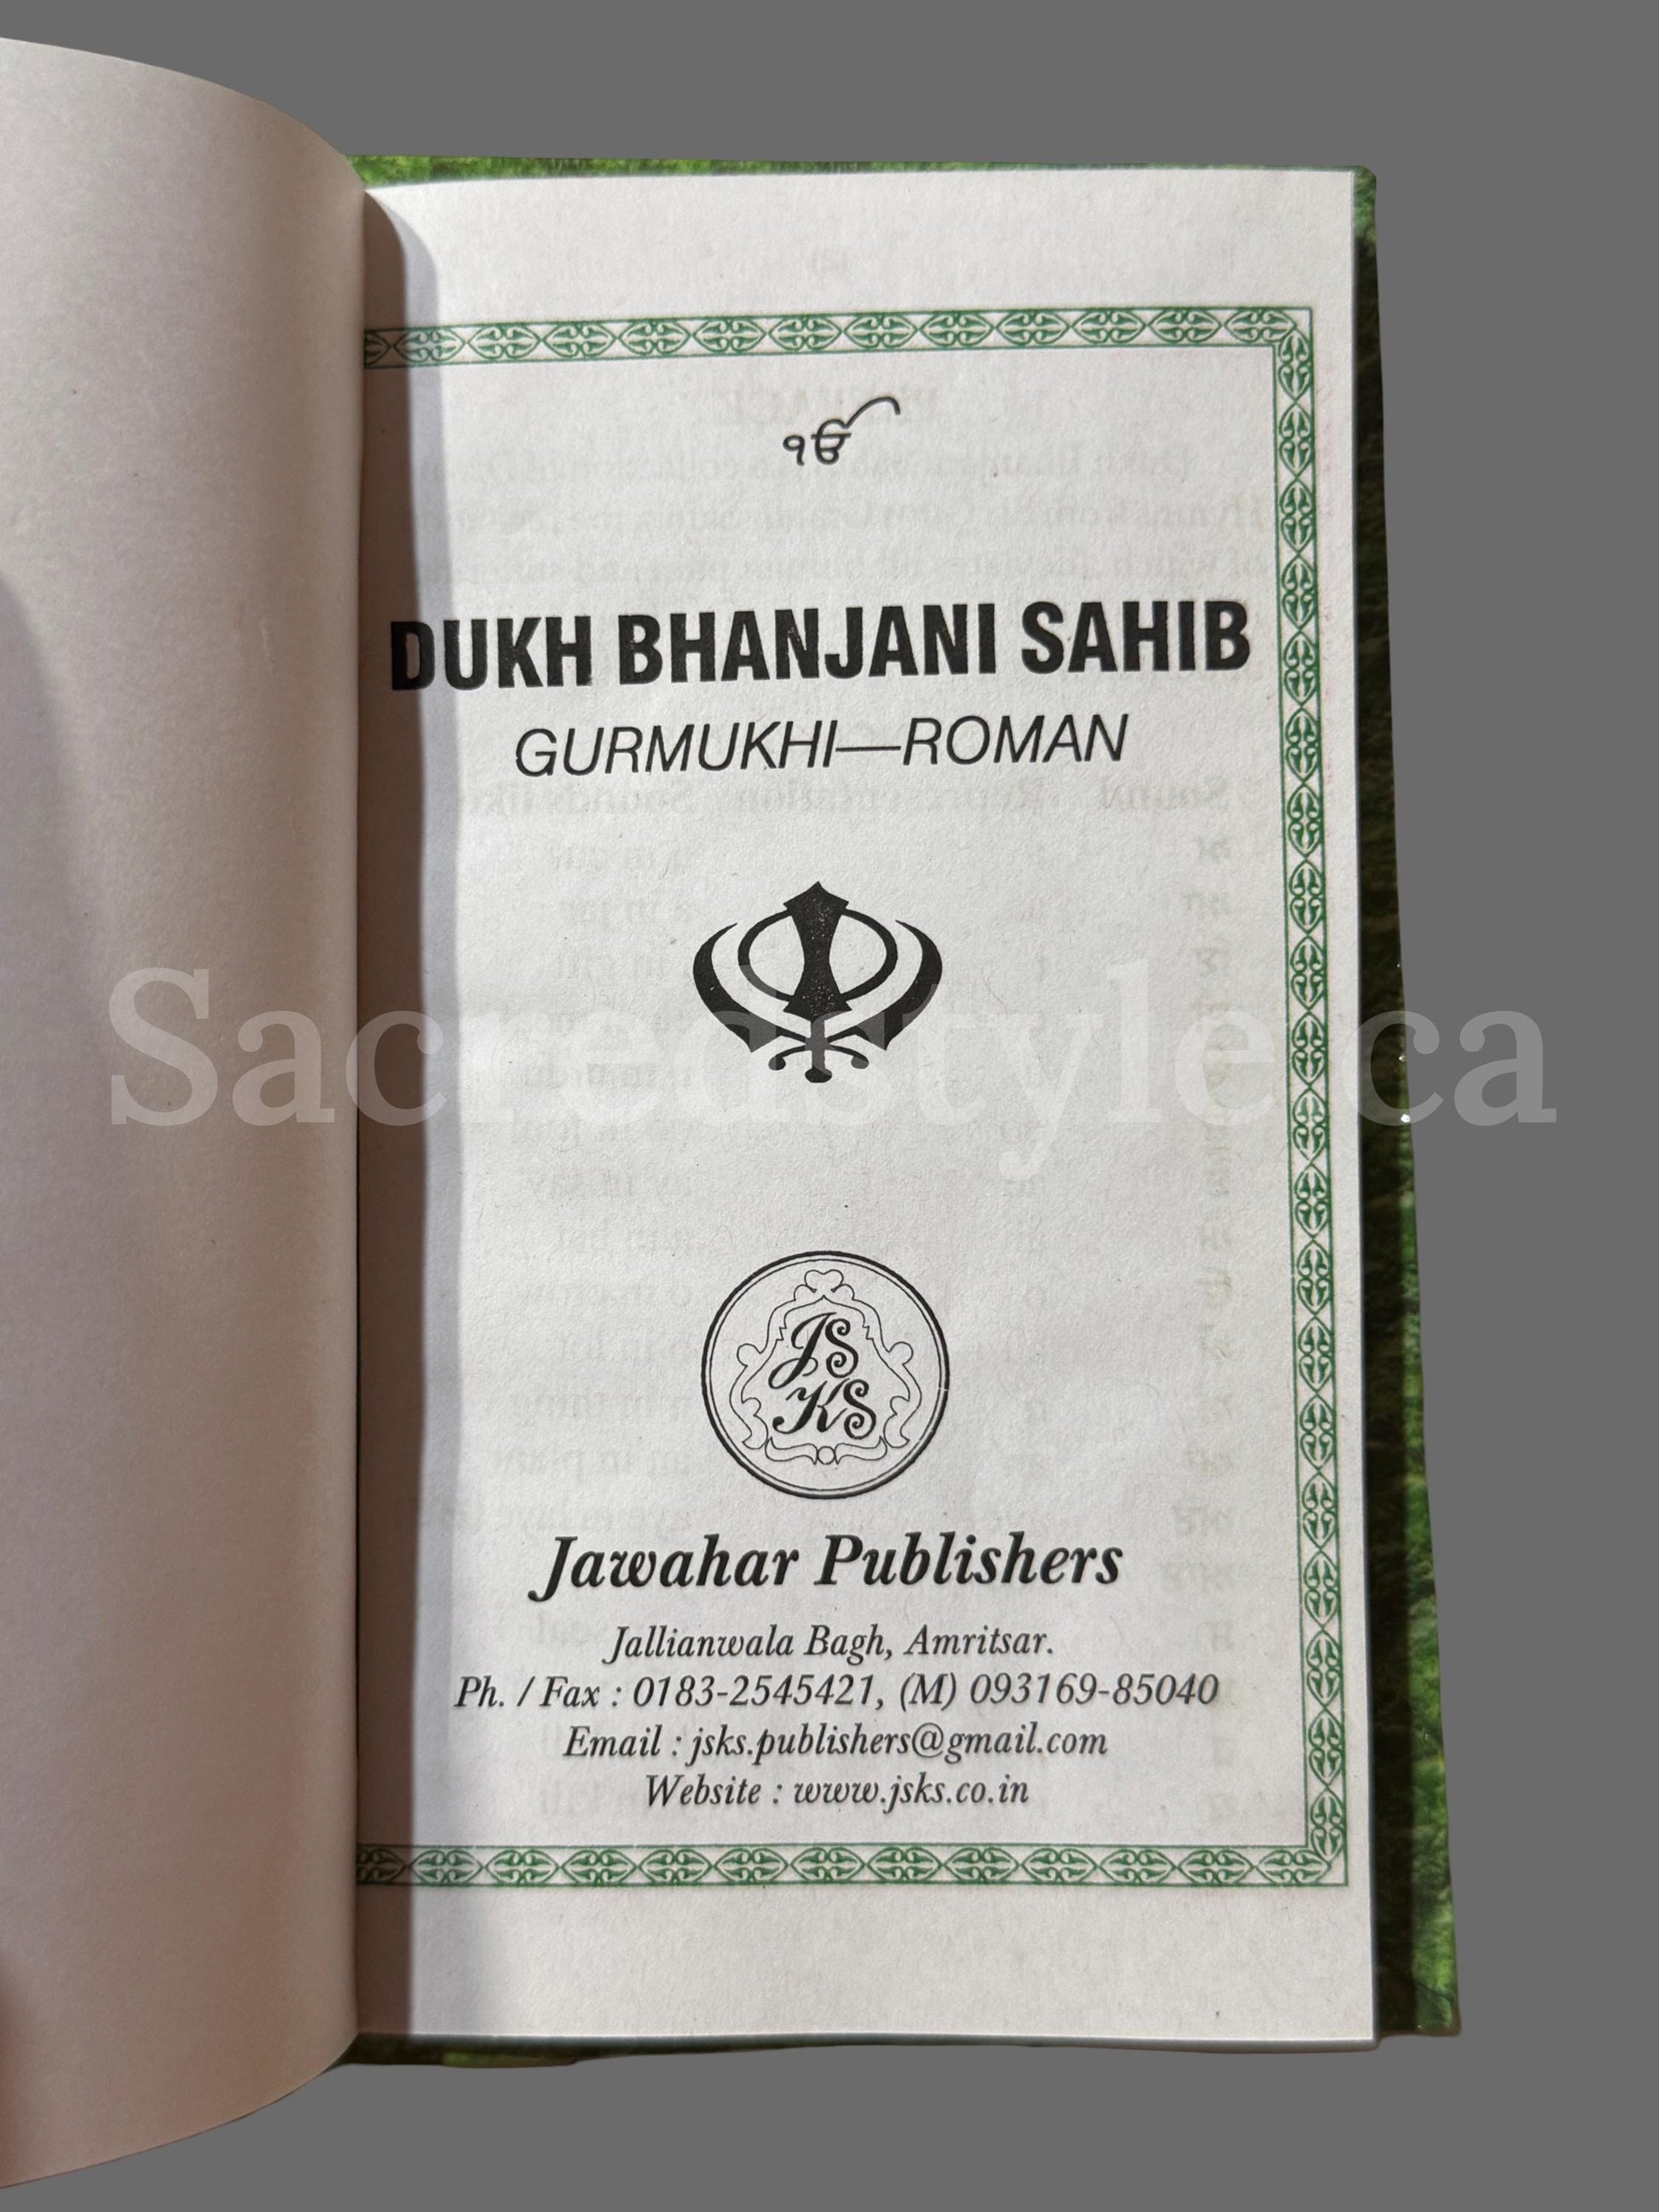 ੴ
DUKH BHANJANI SAHIB
GURMUKHI—ROMAN
Sacredstyle.ca
JS
KS
Jawahar Publishers
Jallianwala Bagh, Amritsar.
Ph. / Fax : 0183-2545421, (M) 093169-85040
Email : jsks.publishers@gmail.com
Website : www.jsks.co.in